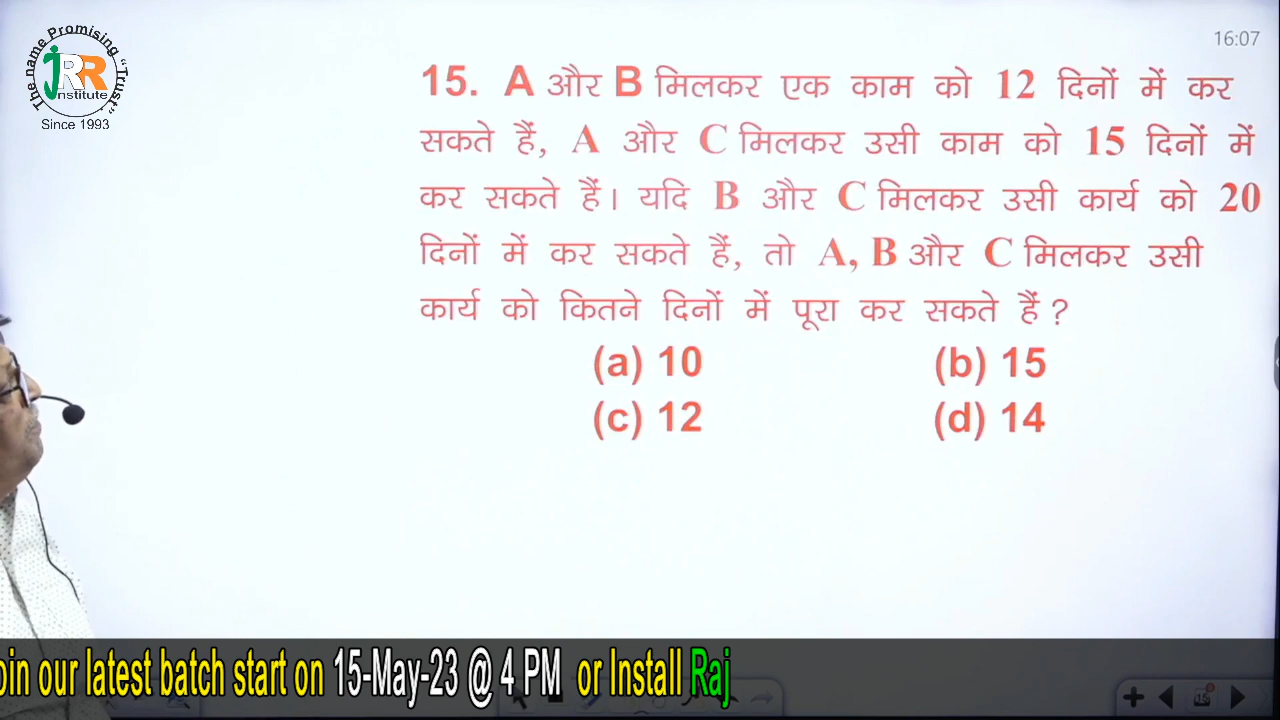 The name Promising "Trust"
JRR
institute
Since 1993
16:07
15. A और B मिलकर एक काम को 12 दिनों में कर
सकते हैं, A और C मिलकर उसी काम को 15 दिनों में
कर सकते हैं। यदि B और C मिलकर उसी कार्य को 20
दिनों में कर सकते हैं, तो A, B और C मिलकर उसी
कार्य को कितने दिनों में पूरा कर सकते हैं ?
(a) 10 (b) 15
(c) 12 (d) 14
oin our latest batch start on 15-May-23 @ 4 PM or Install Raj
15